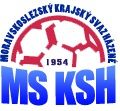 MORAVSKOSLEZSKÝ KRAJSKÝ SVAZ HÁZENÉ
1954
MS KSH